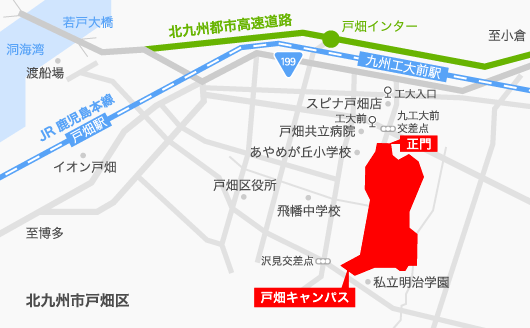 若戸大橋
北九州都市高速道路
戸畑インター
至小倉
洞海湾
渡船場
199
九州工大前駅
JR 鹿児島本線
戸畑駅
工大入口
スピナ戸畑店
工大前
九工大前
交差点
戸畑共立病院
正門
あやめが丘小学校
イオン戸畑
戸畑区役所
飛幡中学校
至博多
沢見交差点
私立明治学園
戸畑キャンパス
北九州市戸畑区